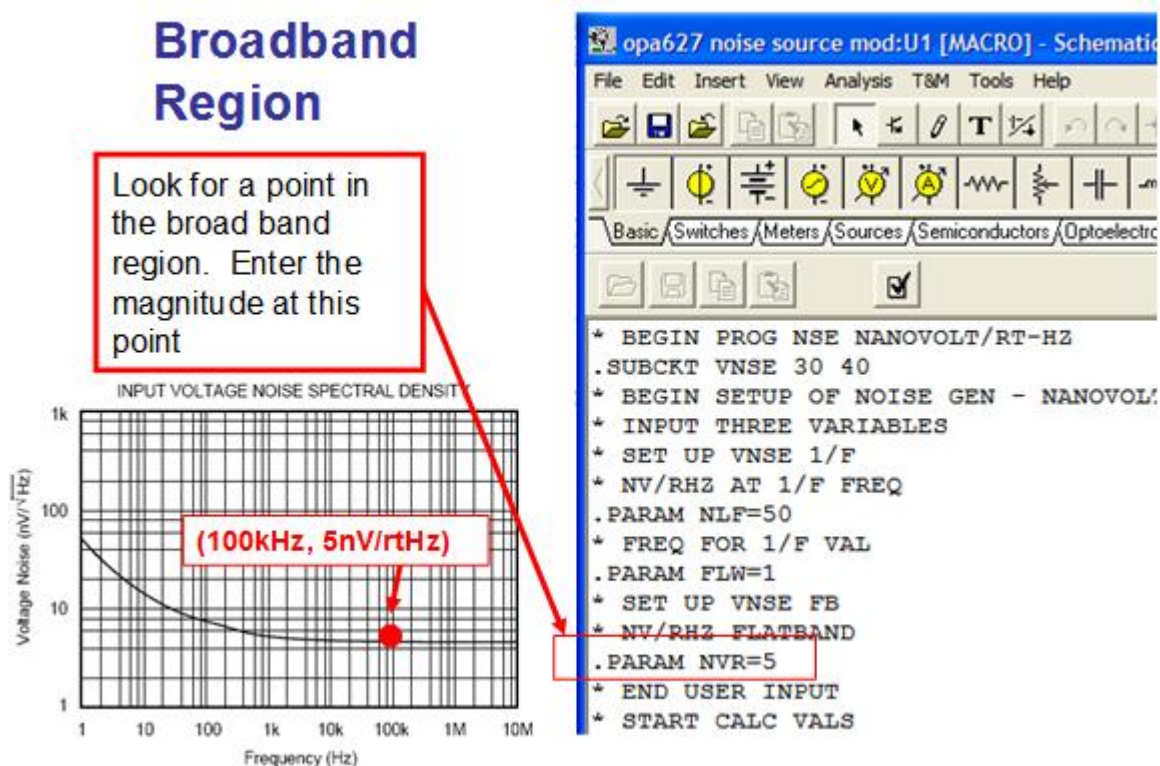 Broadband
Region
Look for a point in
the broad band
region. Enter the
magnitude at this
point
INPUT VOLTAGE NOISE SPECTRAL DENSITY
Voltage Noise (nV/√Hz)
1k
100
10
1
(100kHz, 5nV/rtHz)
1 10 100 1k 10k 100k 1M 10M
Frequency (Hz)
opa627 noise source mod:U1 [MACRO] - Schematic
File Edit Insert View Analysis T&M Tools Help
Basic Switches Meters Sources Semiconductors Optoelectro
* BEGIN PROG NSE NANOVOLT/RT-HZ
.SUBCKT VNSE 30 40
* BEGIN SETUP OF NOISE GEN - NANOVOL
* INPUT THREE VARIABLES
* SET UP VNSE 1/F
* NV/RHZ AT 1/F FREQ
.PARAM NLF=50
* FREQ FOR 1/F VAL
.PARAM FLW=1
* SET UP VNSE FB
* NV/RHZ FLATBAND
.PARAM NVR=5
* END USER INPUT
* START CALC VALS